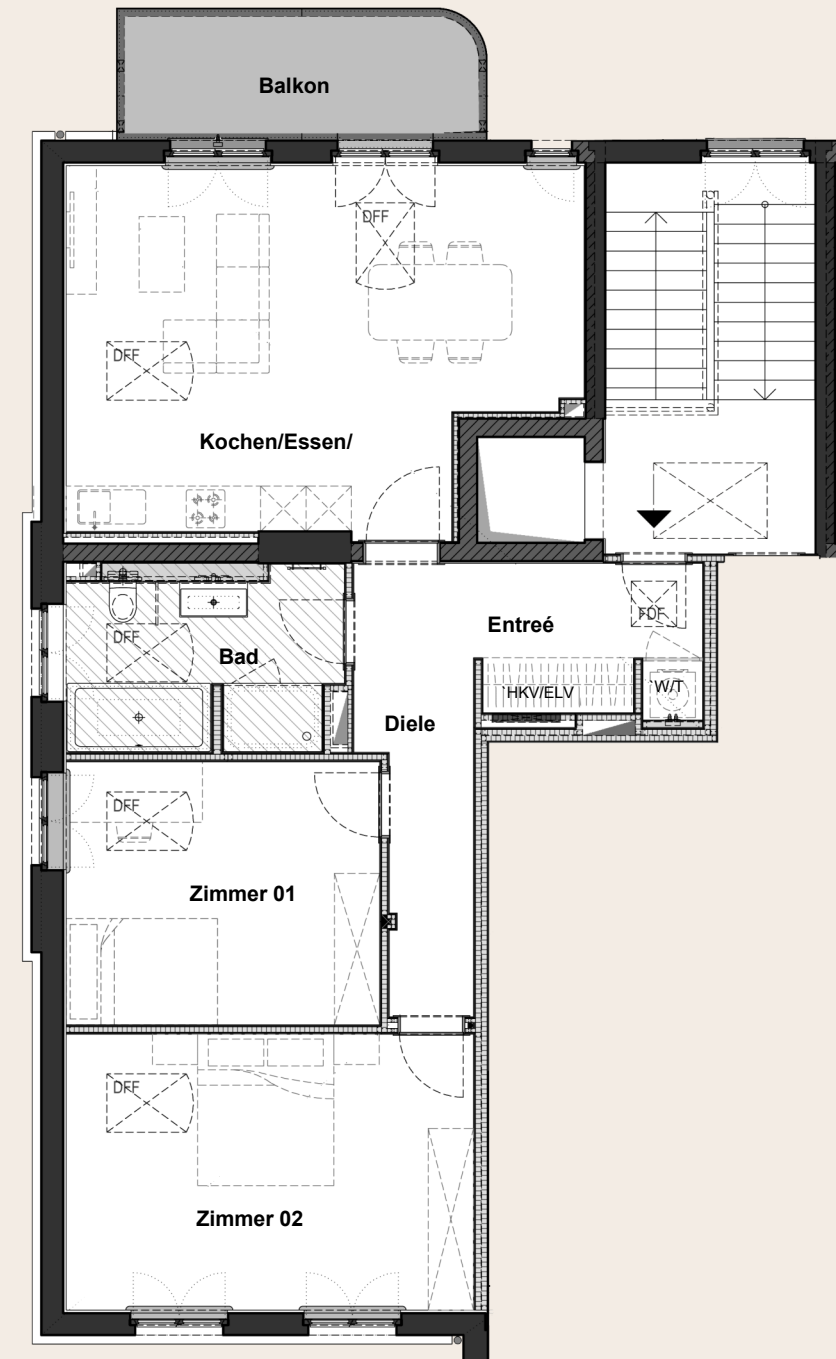 Balkon
DFF
DFF
Kochen/Essen/
Entreé
FDF
DFF
Bad
HKV/ELV
W/T
Diele
DFF
Zimmer 01
DFF
Zimmer 02